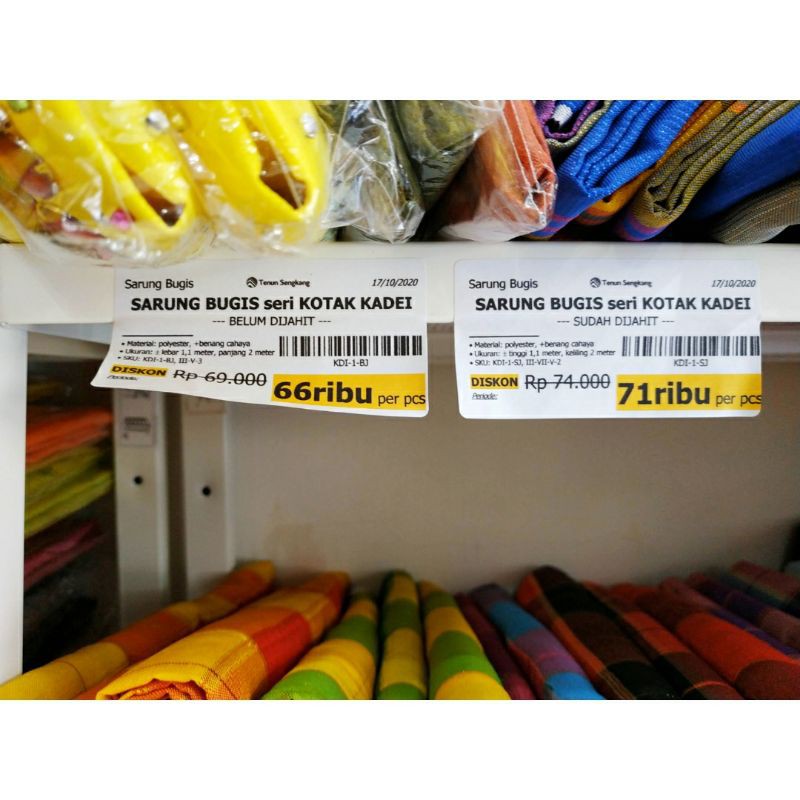 Sarung Bugis Tenun Sengkang 17/10/2020
SARUNG BUGIS seri KOTAK KADEI
--- BELUM DIJAHIT ---
• Material: polyester, +benang cahaya
• Ukuran: ± lebar 1,1 meter, panjang 2 meter
• SKU: KDI-1-BJ, III-V-3
KDI-1-BJ
DISKON Rp 69.000 66ribu per pcs
Periode:
Sarung Bugis Tenun Sengkang 17/10/2020
SARUNG BUGIS seri KOTAK KADEI
--- SUDAH DIJAHIT ---
• Material: polyester, +benang cahaya
• Ukuran: ± tinggi 1,1 meter, keliling 2 meter
• SKU: KDI-1-SJ, III-VII-V-2
KDI-1-SJ
DISKON Rp 74.000 71ribu per pcs
Periode: